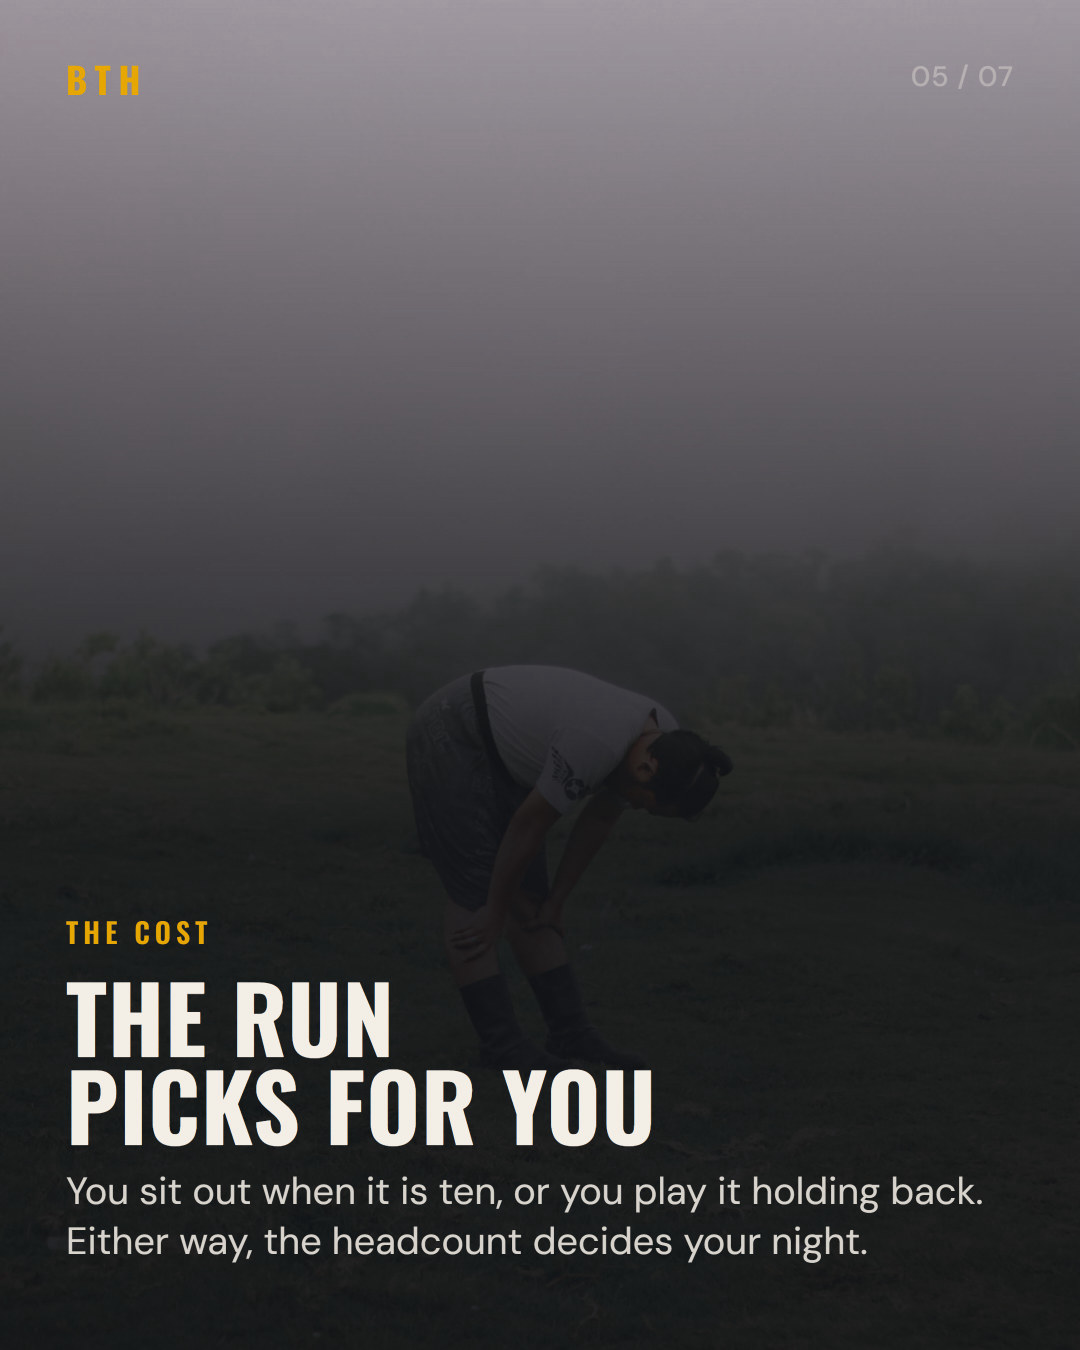 BTH
05 / 07
THE COST
THE RUN
PICKS FOR YOU
You sit out when it is ten, or you play it holding back.
Either way, the headcount decides your night.